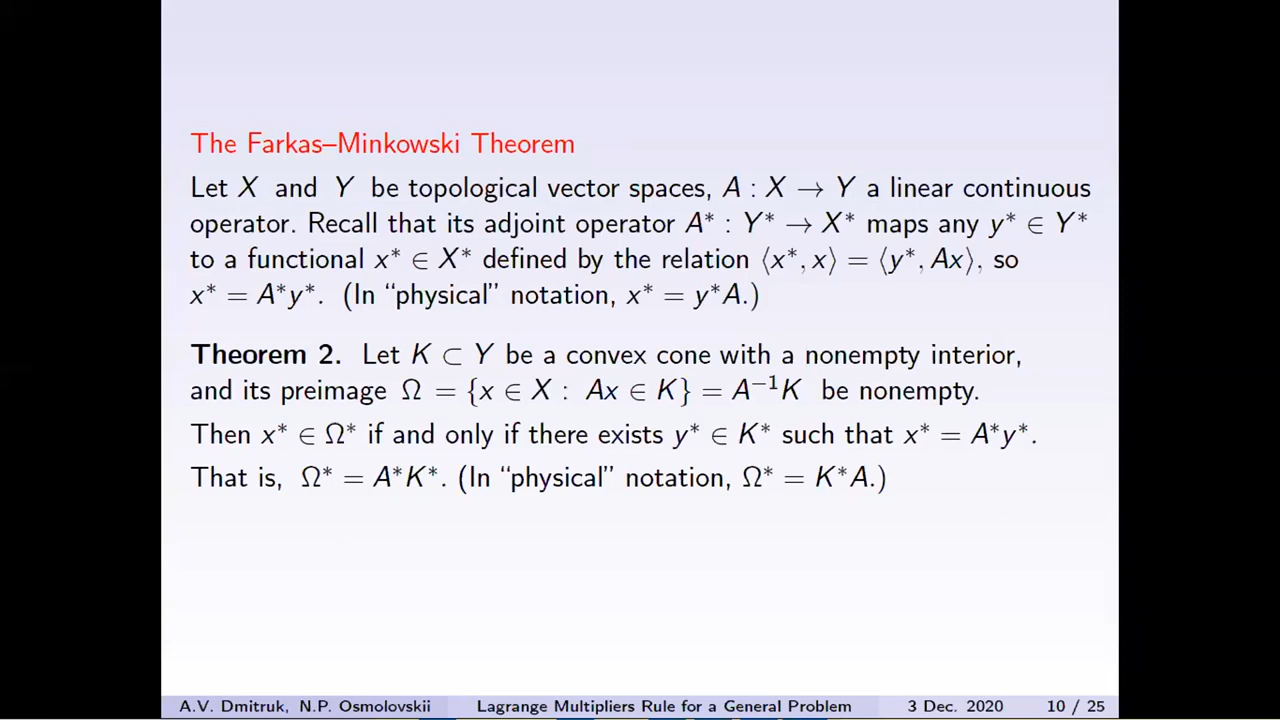 The Farkas–Minkowski Theorem
Let X and Y be topological vector spaces, A : X → Y a linear continuous
operator. Recall that its adjoint operator A* : Y* → X* maps any y* ∈ Y*
to a functional x* ∈ X* defined by the relation ⟨x*, x⟩ = ⟨y*, Ax⟩, so
x* = A*y*. (In “physical” notation, x* = y*A.)
Theorem 2. Let K ⊂ Y be a convex cone with a nonempty interior,
and its preimage Ω = {x ∈ X : Ax ∈ K} = A⁻¹K be nonempty.
Then x* ∈ Ω* if and only if there exists y* ∈ K* such that x* = A*y*.
That is, Ω* = A*K*. (In “physical” notation, Ω* = K*A.)
A.V. Dmitruk, N.P. Osmolovskii Lagrange Multipliers Rule for a General Problem 3 Dec. 2020 10 / 25